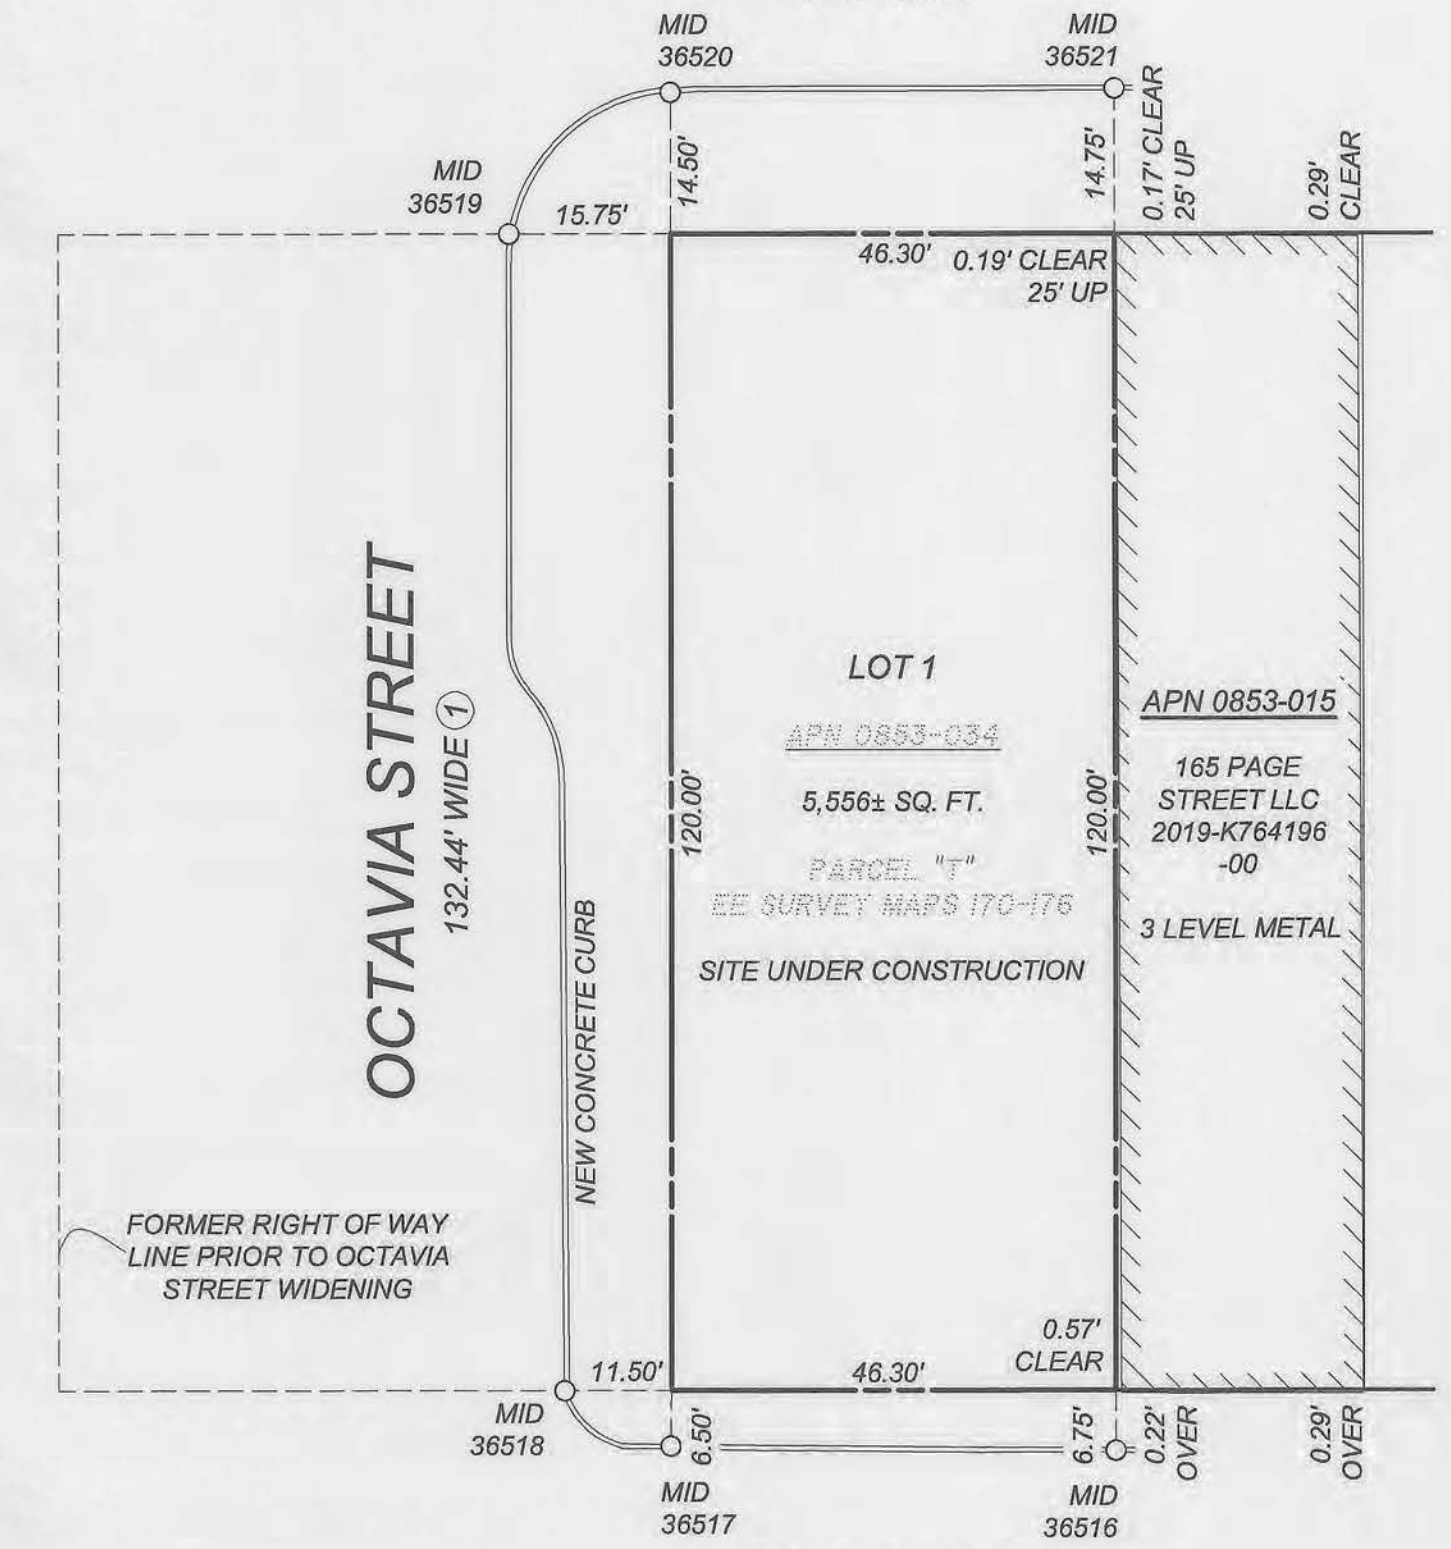 MID
36520
MID
36521
MID
36519
15.75'
14.50'
14.75'
0.17' CLEAR
25' UP
0.29'
CLEAR
46.30'
0.19' CLEAR
25' UP
OCTAVIA STREET
132.44' WIDE 1
NEW CONCRETE CURB
120.00'
LOT 1
APN 0853-034
5,556± SQ. FT.
PARCEL "T"
EE SURVEY MAPS 170-176
SITE UNDER CONSTRUCTION
120.00'
APN 0853-015
165 PAGE
STREET LLC
2019-K764196
-00
3 LEVEL METAL
FORMER RIGHT OF WAY
LINE PRIOR TO OCTAVIA
STREET WIDENING
11.50'
46.30'
0.57'
CLEAR
MID
36518
6.50'
6.75'
0.22'
OVER
0.29'
OVER
MID
36517
MID
36516